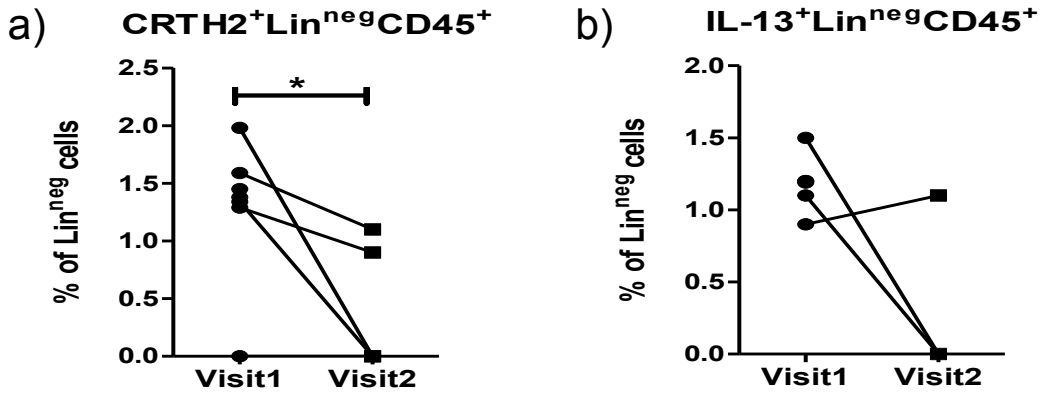 a) CRTH2⁺LinⁿᵉᵍCD45⁺
% of Linⁿᵉᵍ cells
2.5
2.0
1.5
1.0
0.5
0.0
*
Visit1 Visit2
b) IL-13⁺LinⁿᵉᵍCD45⁺
% of Linⁿᵉᵍ cells
2.0
1.5
1.0
0.5
0.0
Visit1 Visit2